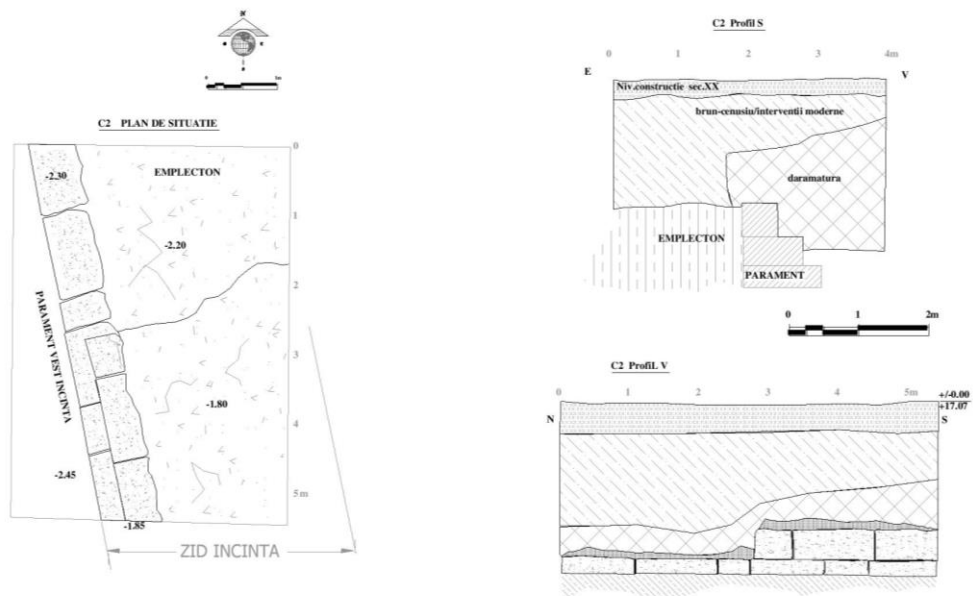 N
0 1m
C2 PLAN DE SITUATIE
0
-2.30
EMPLECTON
1
-2.20
2
PARAMENT VEST INCINTA
3
-1.80
4
-2.45
5 m
-1.85
ZID INCINTA
C2 Profil S
0 1 2 3 4m
E V
Niv.constructie sec.XX
brun-cenusiu/interventii moderne
daramatura
EMPLECTON
PARAMENT
0 1 2m
C2 ProfiL V
0 1 2 3 4 5m
+/-0.00
+17.07
N S